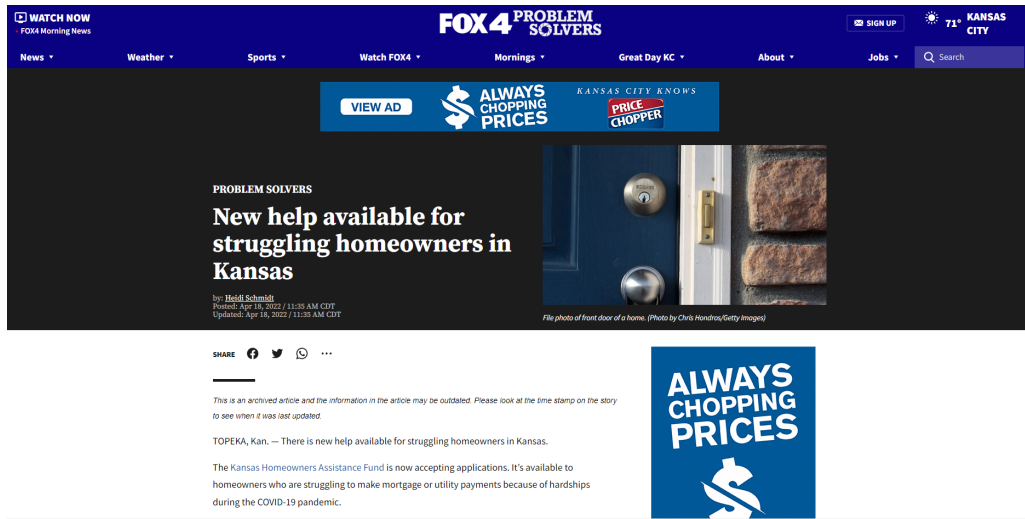 WATCH NOW
FOX4 Morning News
FOX 4 PROBLEM SOLVERS
SIGN UP
71° KANSAS CITY
News
Weather
Sports
Watch FOX4
Mornings
Great Day KC
About
Jobs
Search
VIEW AD
ALWAYS
CHOPPING
PRICES
KANSAS CITY KNOWS
PRICE
CHOPPER
PROBLEM SOLVERS
New help available for
struggling homeowners in
Kansas
by: Heidi Schmidt
Posted: Apr 18, 2022 / 11:35 AM CDT
Updated: Apr 18, 2022 / 11:35 AM CDT
File photo of front door of a home. (Photo by Chris Hondros/Getty Images)
SHARE
This is an archived article and the information in the article may be outdated. Please look at the time stamp on the story
to see when it was last updated.
TOPEKA, Kan. — There is new help available for struggling homeowners in Kansas.
The Kansas Homeowners Assistance Fund is now accepting applications. It's available to
homeowners who are struggling to make mortgage or utility payments because of hardships
during the COVID-19 pandemic.
ALWAYS
CHOPPING
PRICES
$